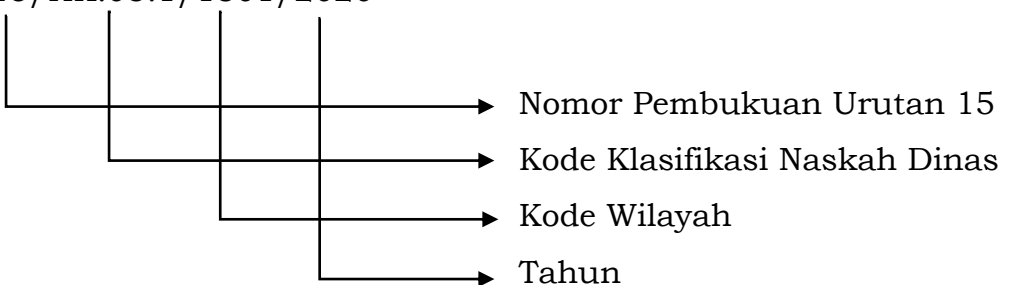 Nomor Pembukuan Urutan 15
Kode Klasifikasi Naskah Dinas
Kode Wilayah
Tahun